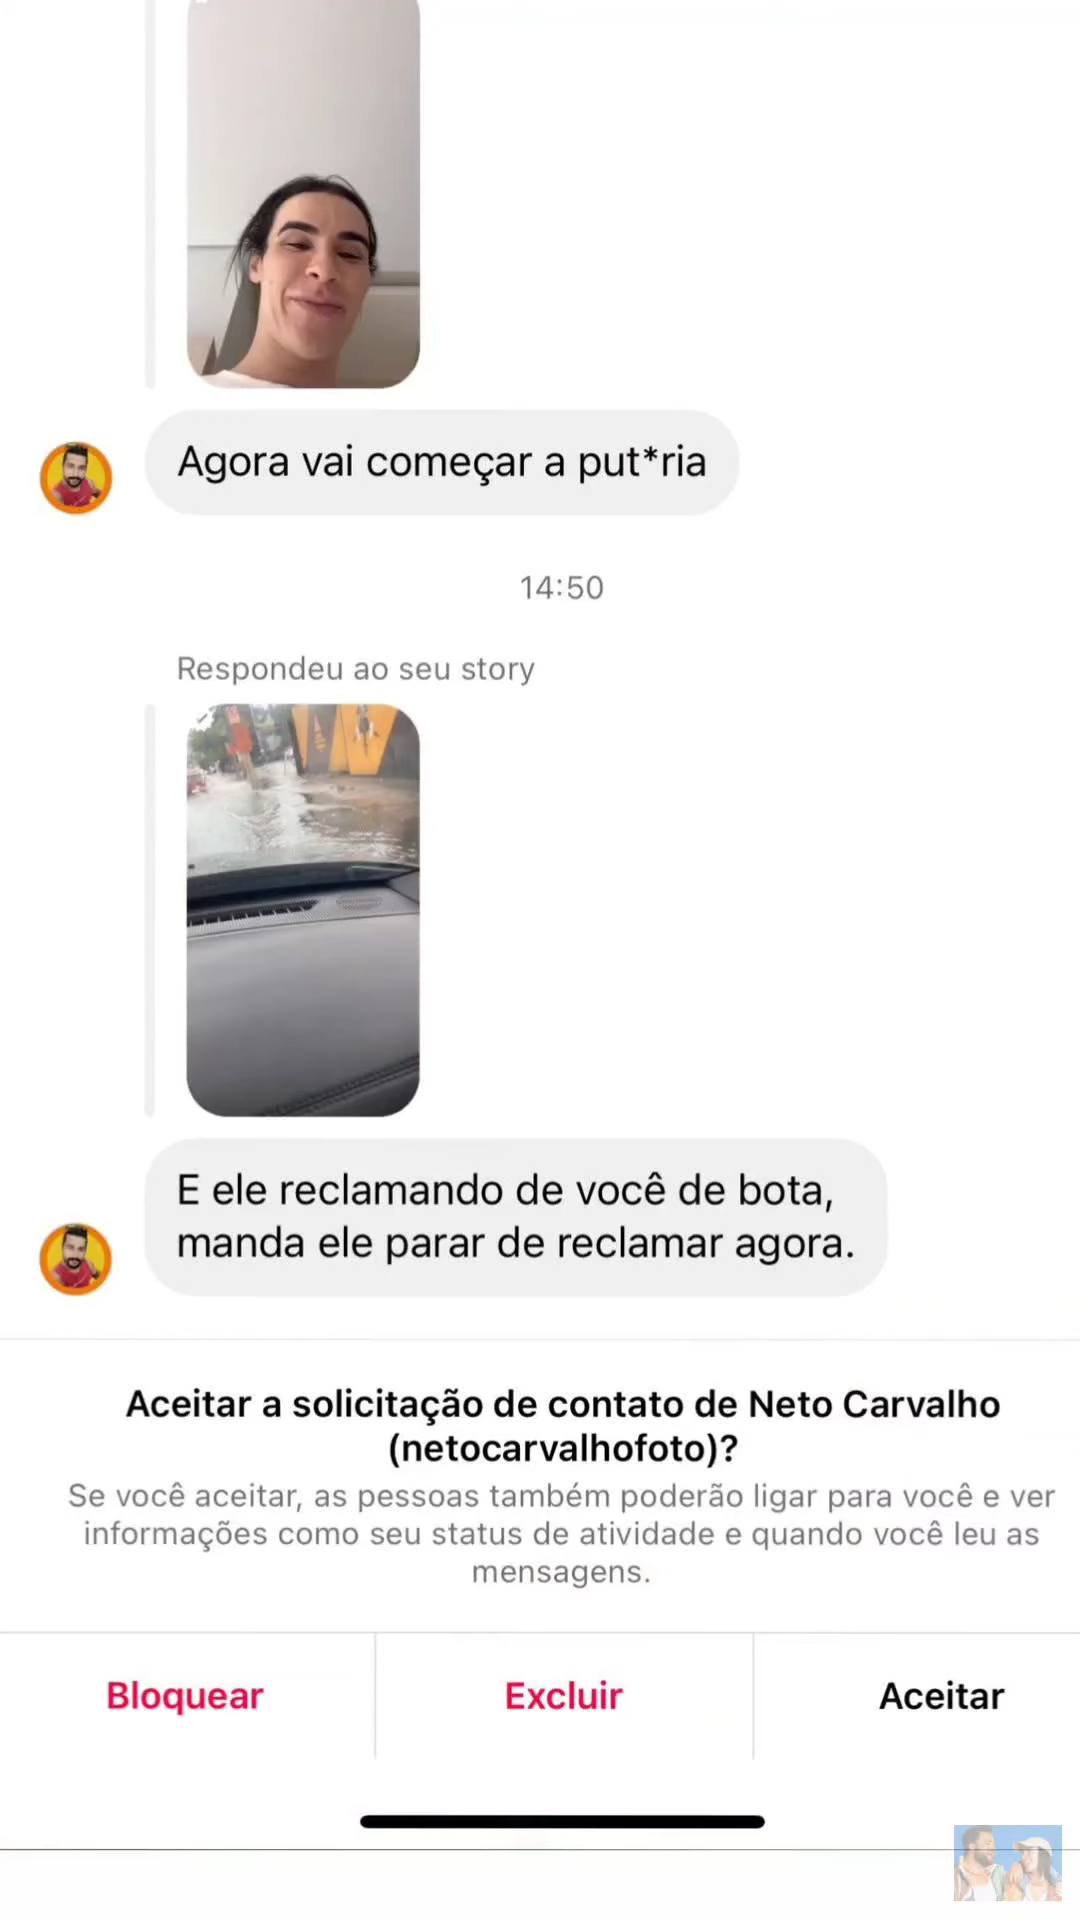 Agora vai começar a put*ria
14:50
Respondeu ao seu story
E ele reclamando de você de bota,
manda ele parar de reclamar agora.
Aceitar a solicitação de contato de Neto Carvalho
(netocarvalhofoto)?
Se você aceitar, as pessoas também poderão ligar para você e ver
informações como seu status de atividade e quando você leu as
mensagens.
Bloquear
Excluir
Aceitar